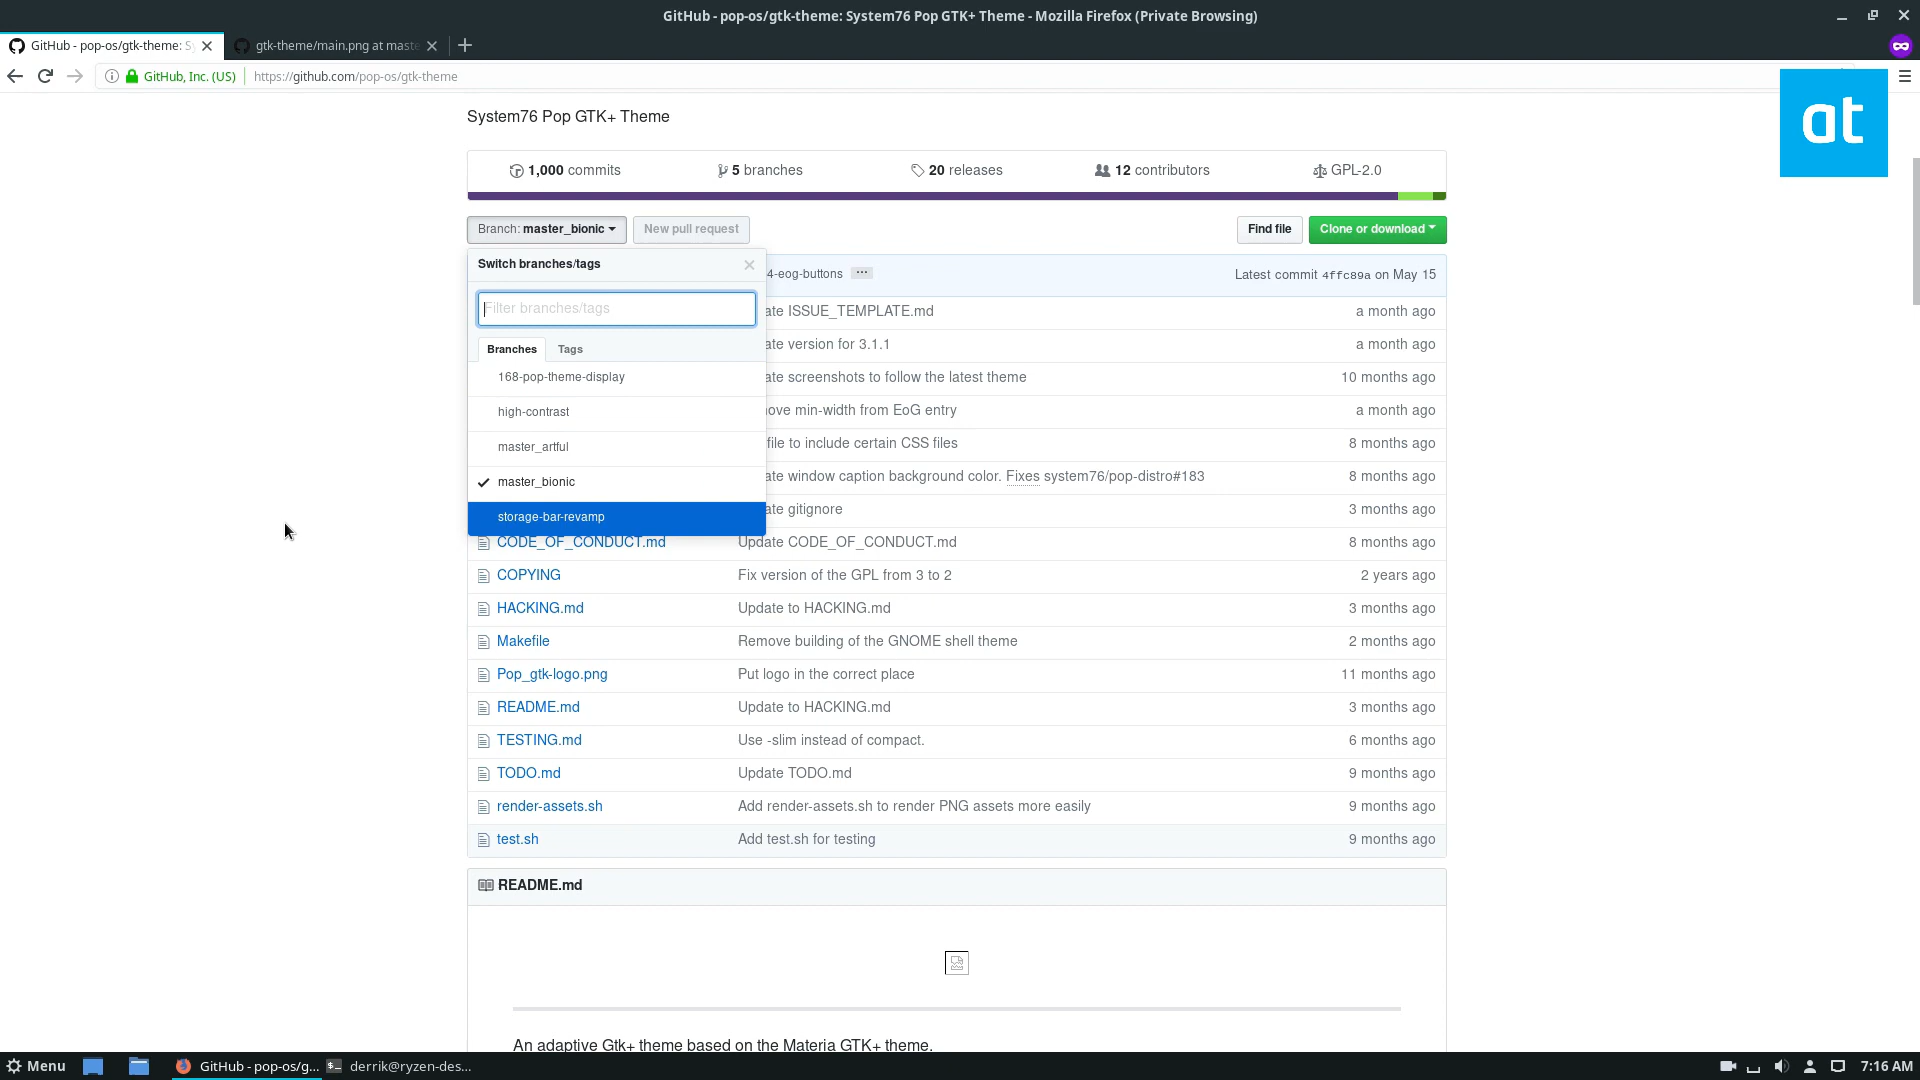 GitHub - pop-os/gtk-theme: System76 Pop GTK+ Theme - Mozilla Firefox (Private Browsing)
GitHub - pop-os/gtk-theme: Sy
gtk-theme/main.png at maste
GitHub, Inc. (US)
https://github.com/pop-os/gtk-theme
at
System76 Pop GTK+ Theme
1,000 commits
5 branches
20 releases
12 contributors
GPL-2.0
Branch: master_bionic
New pull request
Find file
Clone or download
Switch branches/tags
4-eog-buttons ...
Latest commit 4ffc89a on May 15
Filter branches/tags
ate ISSUE_TEMPLATE.md
a month ago
ate version for 3.1.1
a month ago
Branches
Tags
168-pop-theme-display
ate screenshots to follow the latest theme
10 months ago
high-contrast
ove min-width from EoG entry
a month ago
master_artful
file to include certain CSS files
8 months ago
master_bionic
ate window caption background color. Fixes system76/pop-distro#183
8 months ago
storage-bar-revamp
ate gitignore
3 months ago
CODE_OF_CONDUCT.md
Update CODE_OF_CONDUCT.md
8 months ago
COPYING
Fix version of the GPL from 3 to 2
2 years ago
HACKING.md
Update to HACKING.md
3 months ago
Makefile
Remove building of the GNOME shell theme
2 months ago
Pop_gtk-logo.png
Put logo in the correct place
11 months ago
README.md
Update to HACKING.md
3 months ago
TESTING.md
Use -slim instead of compact.
6 months ago
TODO.md
Update TODO.md
9 months ago
render-assets.sh
Add render-assets.sh to render PNG assets more easily
9 months ago
test.sh
Add test.sh for testing
9 months ago
README.md
An adaptive Gtk+ theme based on the Materia GTK+ theme.
Menu
GitHub - pop-os/g...
derrik@ryzen-des...
7:16 AM